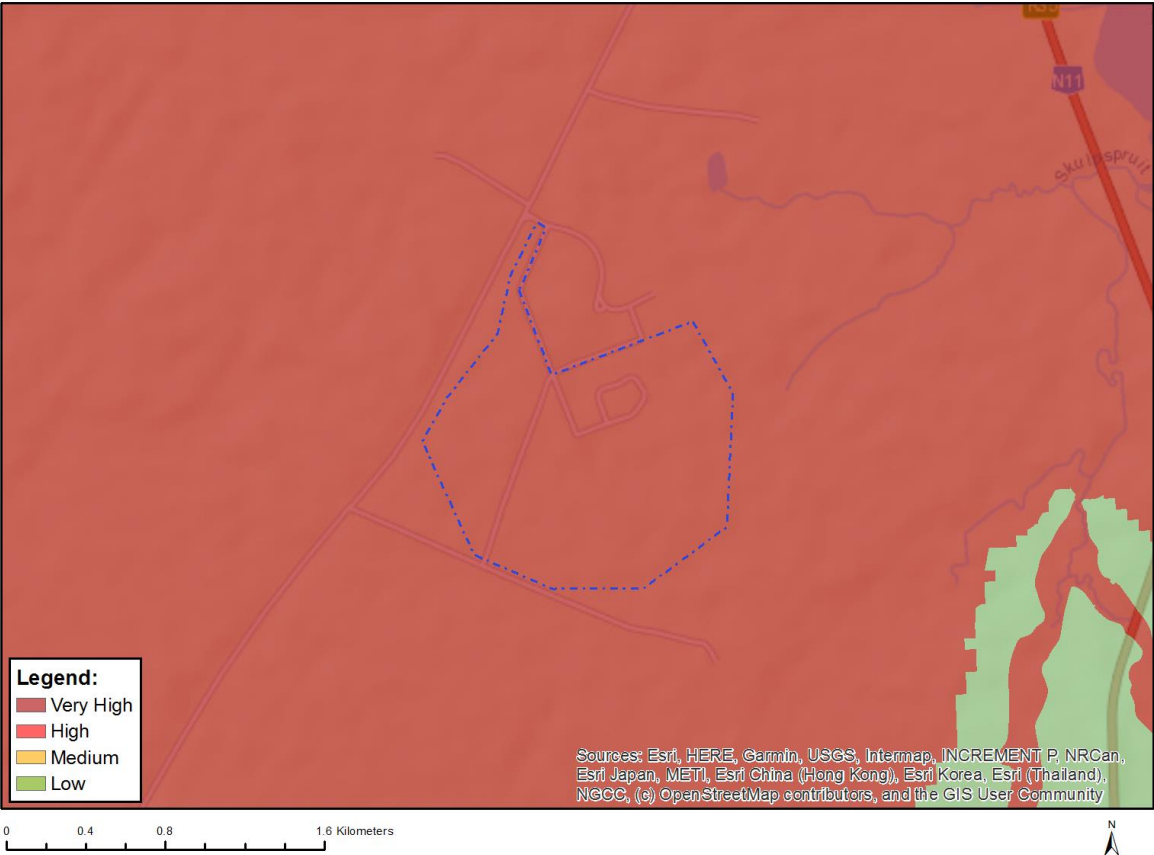 R35
N11
Skulpspruit
Legend:
Very High
High
Medium
Low
Sources: Esri, HERE, Garmin, USGS, Intermap, INCREMENT P, NRCan,
Esri Japan, METI, Esri China (Hong Kong), Esri Korea, Esri (Thailand),
NGCC, (c) OpenStreetMap contributors, and the GIS User Community
0 0.4 0.8 1.6 Kilometers
N